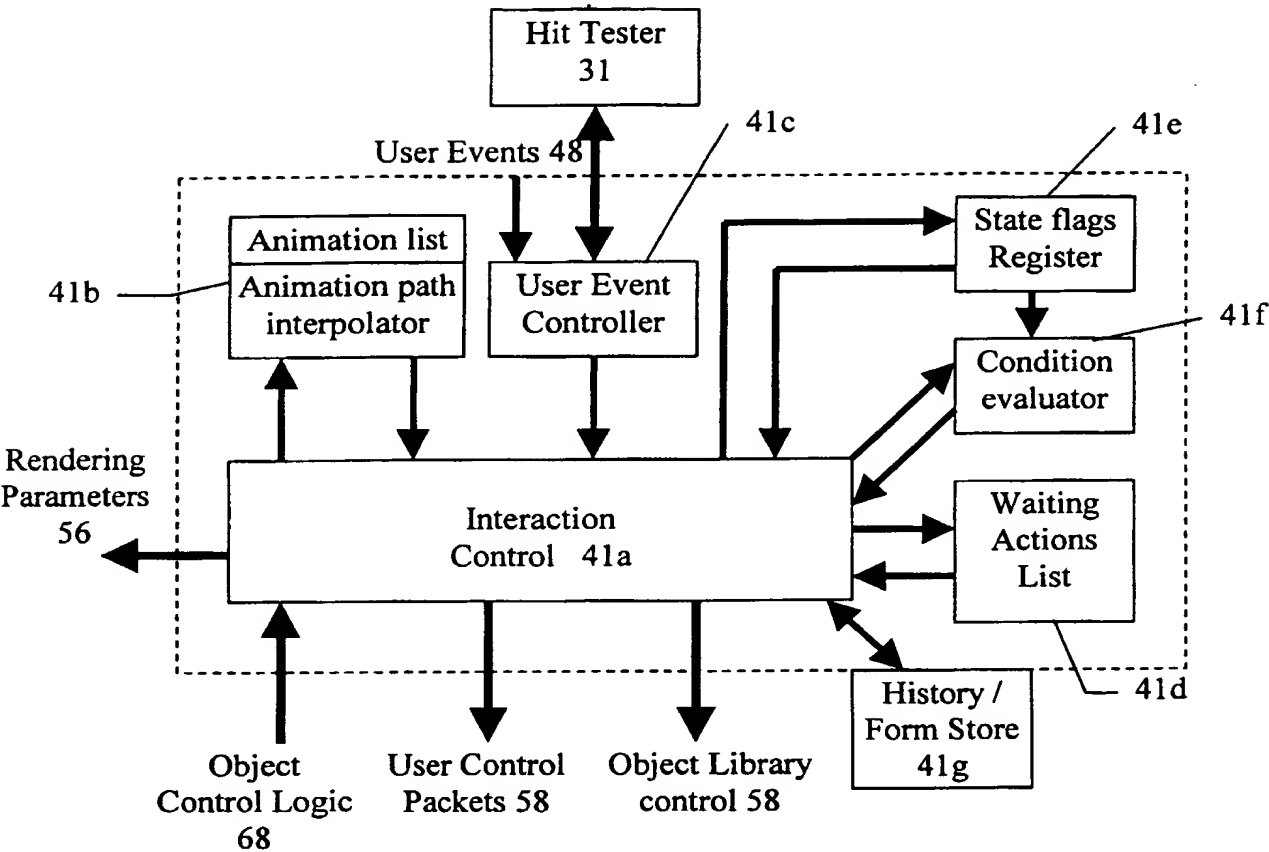 Hit Tester
31
41c
41e
User Events 48
Animation list
Animation path
interpolator
41b
User Event
Controller
State flags
Register
41f
Condition
evaluator
Rendering
Parameters
56
Interaction
Control 41a
Waiting
Actions
List
41d
History /
Form Store
41g
Object
Control Logic
68
User Control
Packets 58
Object Library
control 58